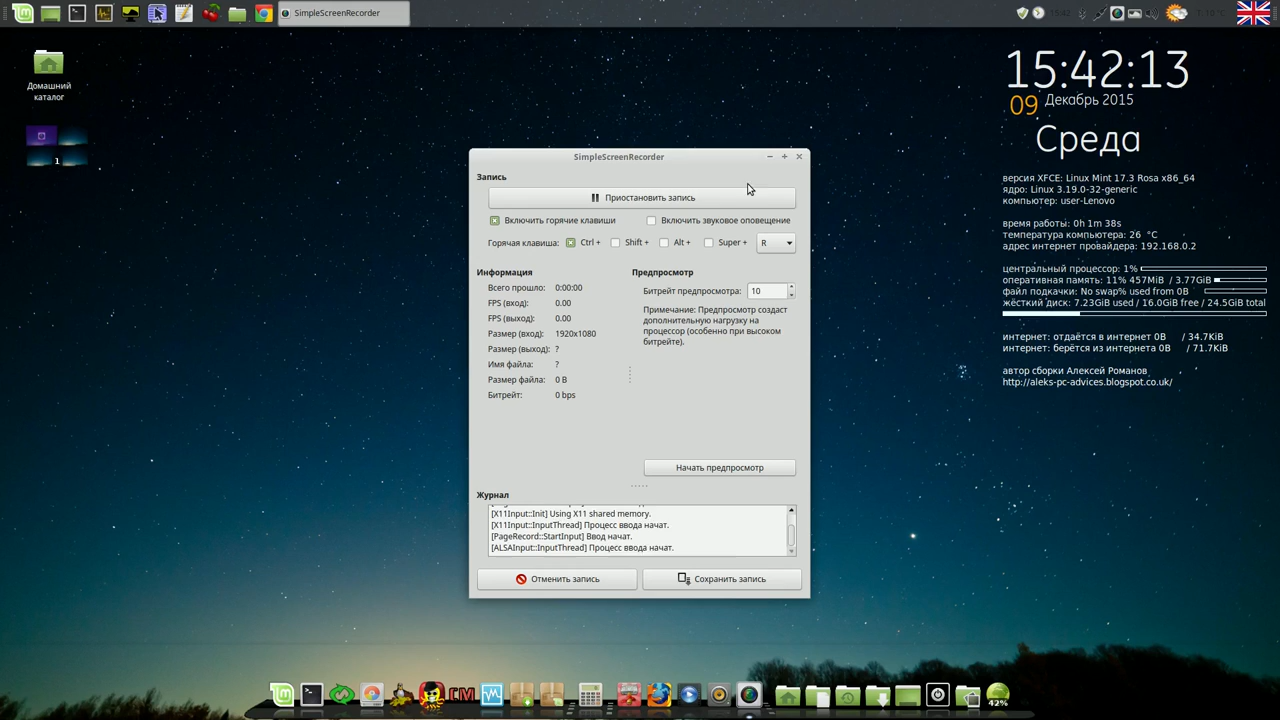 SimpleScreenRecorder
Домашний
каталог
1
15:42:13
09 Декабрь 2015
Среда
версия XFCE: Linux Mint 17.3 Rosa x86_64
ядро: Linux 3.19.0-32-generic
компьютер: user-Lenovo
время работы: 0h 1m 38s
температура компьютера: 26 °C
адрес интернет провайдера: 192.168.0.2
центральный процессор: 1%
оперативная память: 11% 457MiB / 3.77GiB
файл подкачки: No swap% used from 0B
жёсткий диск: 7.23GiB used / 16.0GiB free / 24.5GiB total
интернет: отдаётся в интернет 0B / 34.7KiB
интернет: берётся из интернета 0B / 71.7KiB
автор сборки Алексей Романов
http://aleks-pc-advices.blogspot.co.uk/
SimpleScreenRecorder
Запись
Приостановить запись
Включить горячие клавиши
Включить звуковое оповещение
Горячая клавиша: Ctrl + Shift + Alt + Super + R
Информация
Всего прошло: 0:00:00
FPS (вход): 0.00
FPS (выход): 0.00
Размер (вход): 1920x1080
Размер (выход): ?
Имя файла: ?
Размер файла: 0 B
Битрейт: 0 bps
Предпросмотр
Битрейт предпросмотра: 10
Примечание: Предпросмотр создаст
дополнительную нагрузку на
процессор (особенно при высоком
битрейте).
Начать предпросмотр
Журнал
[X11Input::Init] Using X11 shared memory.
[X11Input::InputThread] Процесс ввода начат.
[PageRecord::StartInput] Ввод начат.
[ALSAInput::InputThread] Процесс ввода начат.
Отменить запись
Сохранить запись
CM
42%